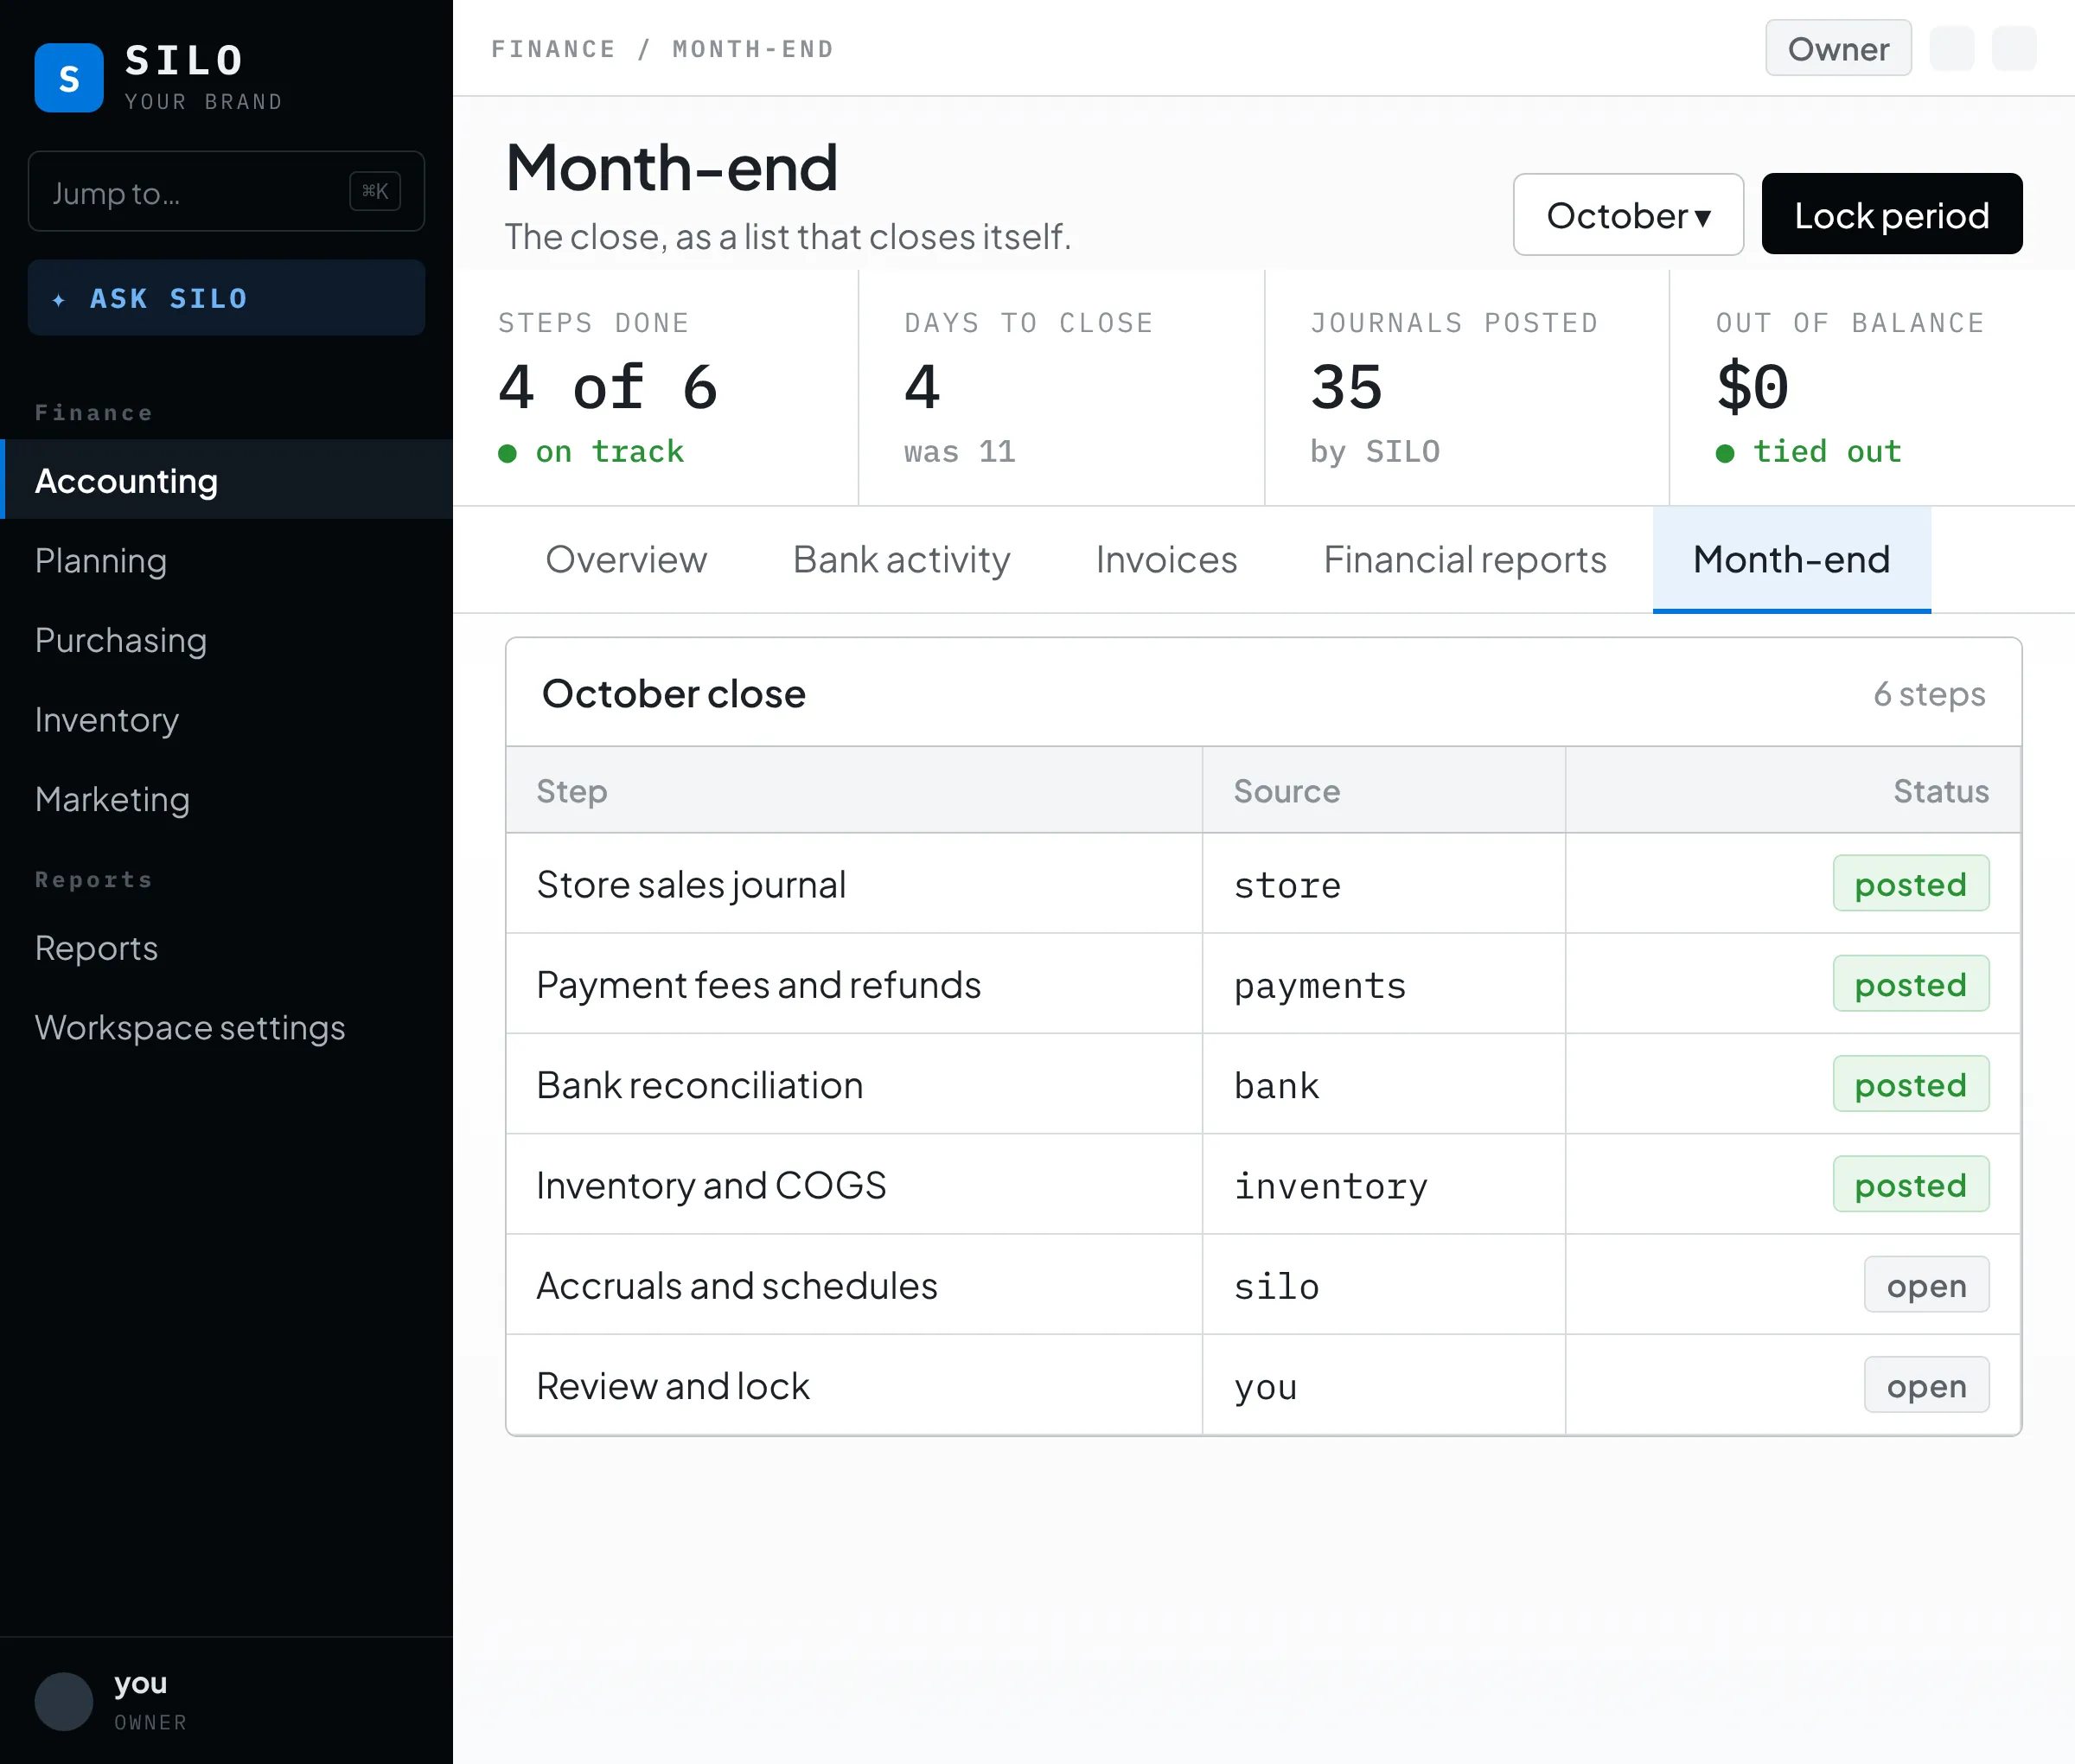 S
SILO
YOUR BRAND
Jump to...
⌘K
✦ ASK SILO
Finance
Accounting
Planning
Purchasing
Inventory
Marketing
Reports
Reports
Workspace settings
you
OWNER
FINANCE / MONTH-END
Owner
Month-end
The close, as a list that closes itself.
October ▾
Lock period
STEPS DONE
4 of 6
on track
DAYS TO CLOSE
4
was 11
JOURNALS POSTED
35
by SILO
OUT OF BALANCE
$0
tied out
Overview
Bank activity
Invoices
Financial reports
Month-end
October close
6 steps
Step Source Status
Store sales journal store posted
Payment fees and refunds payments posted
Bank reconciliation bank posted
Inventory and COGS inventory posted
Accruals and schedules silo open
Review and lock you open